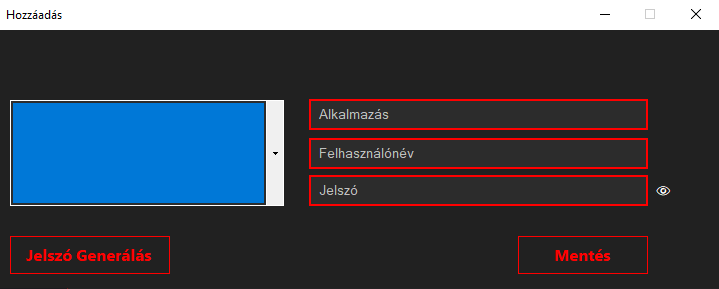 Hozzáadás
Alkalmazás
Felhasználónév
Jelszó
Jelszó Generálás
Mentés